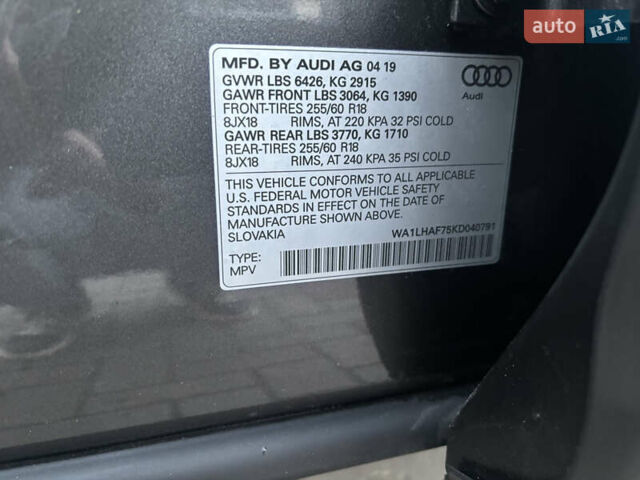 auto RIA.com
MFD. BY AUDI AG 04 19
GVWR LBS 6426, KG 2915
GAWR FRONT LBS 3064, KG 1390
FRONT-TIRES 255/60 R18
8JX18 RIMS, AT 220 KPA 32 PSI COLD
GAWR REAR LBS 3770, KG 1710
REAR-TIRES 255/60 R18
8JX18 RIMS, AT 240 KPA 35 PSI COLD
Audi
THIS VEHICLE CONFORMS TO ALL APPLICABLE
U.S. FEDERAL MOTOR VEHICLE SAFETY
STANDARDS IN EFFECT ON THE DATE OF
MANUFACTURE SHOWN ABOVE.
SLOVAKIA
WA1LHAF75KD040791
TYPE:
MPV